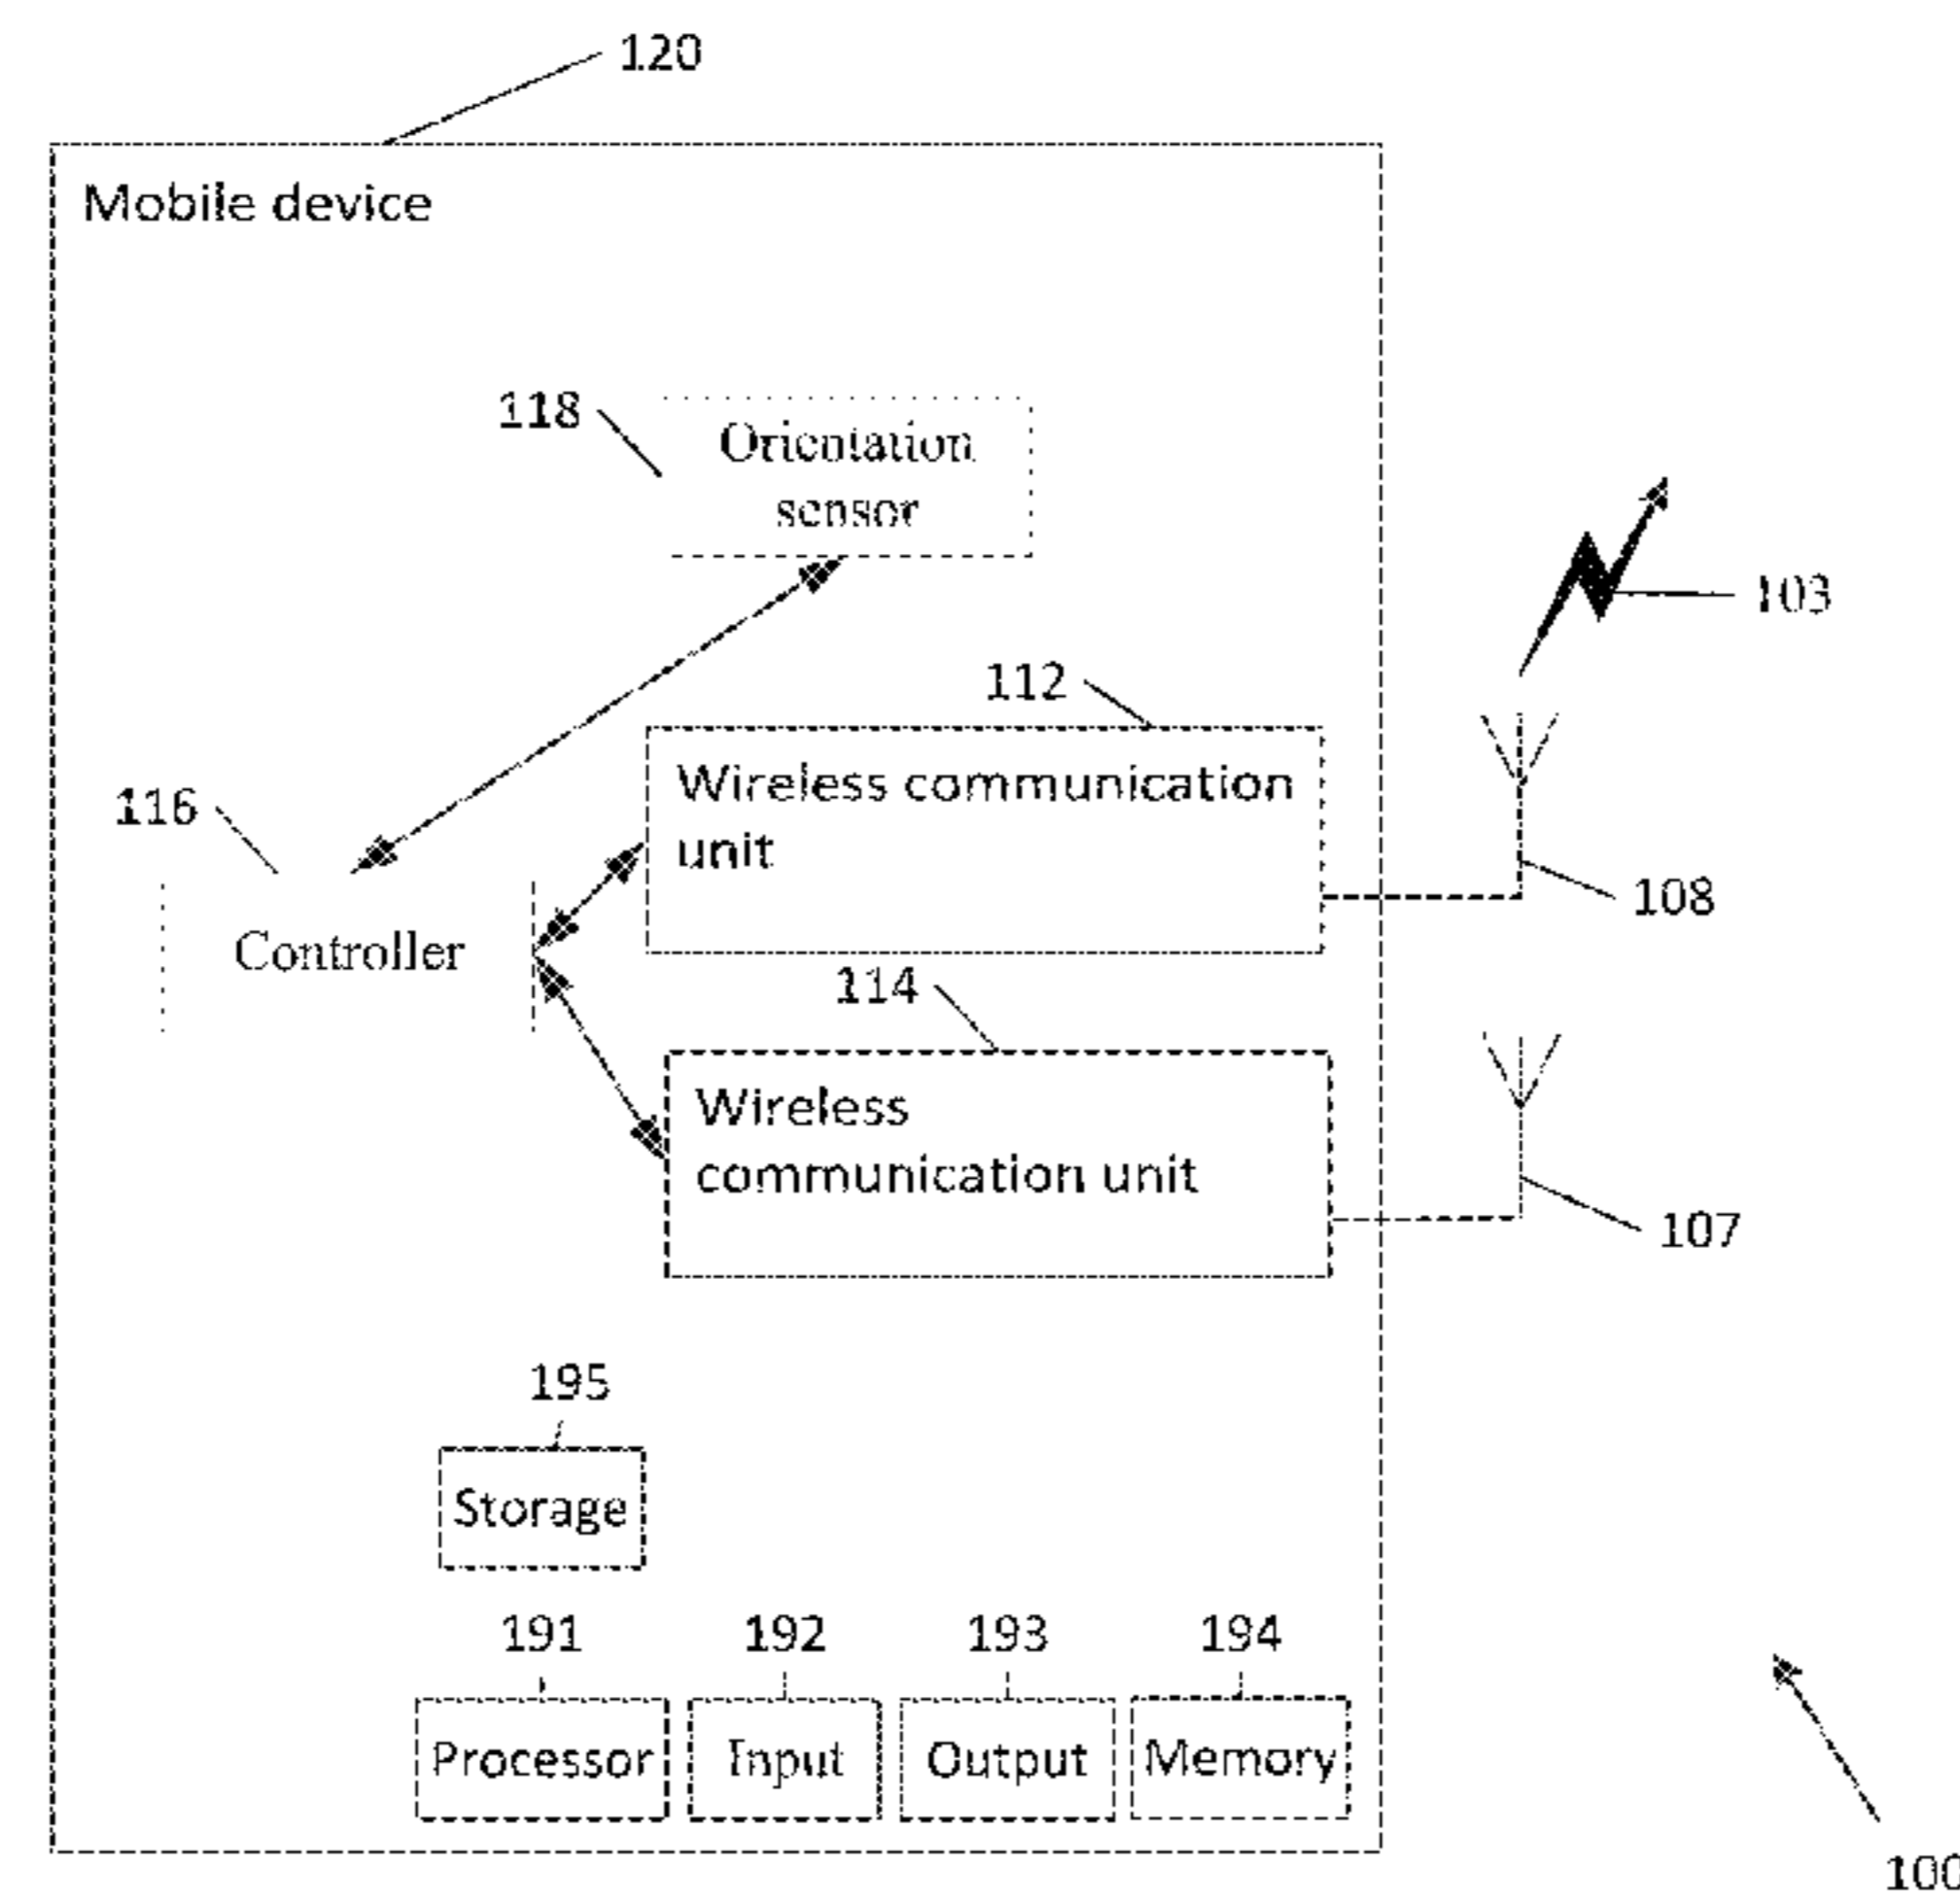 120
Mobile device
118
Orientation
sensor
103
112
Wireless communication
unit
116
108
Controller
114
Wireless
communication unit
107
195
Storage
191
192
193
194
Processor
Input
Output
Memory
100